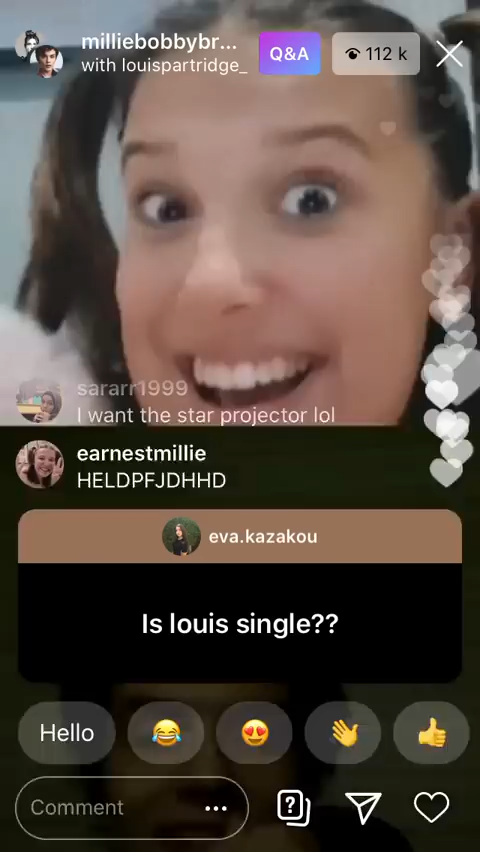 milliebobbybr...
with louispartridge_
Q&A
112 k
sararr1999
I want the star projector lol
earnestmillie
HELDPFJDHHD
eva.kazakou
Is louis single??
Hello
Comment